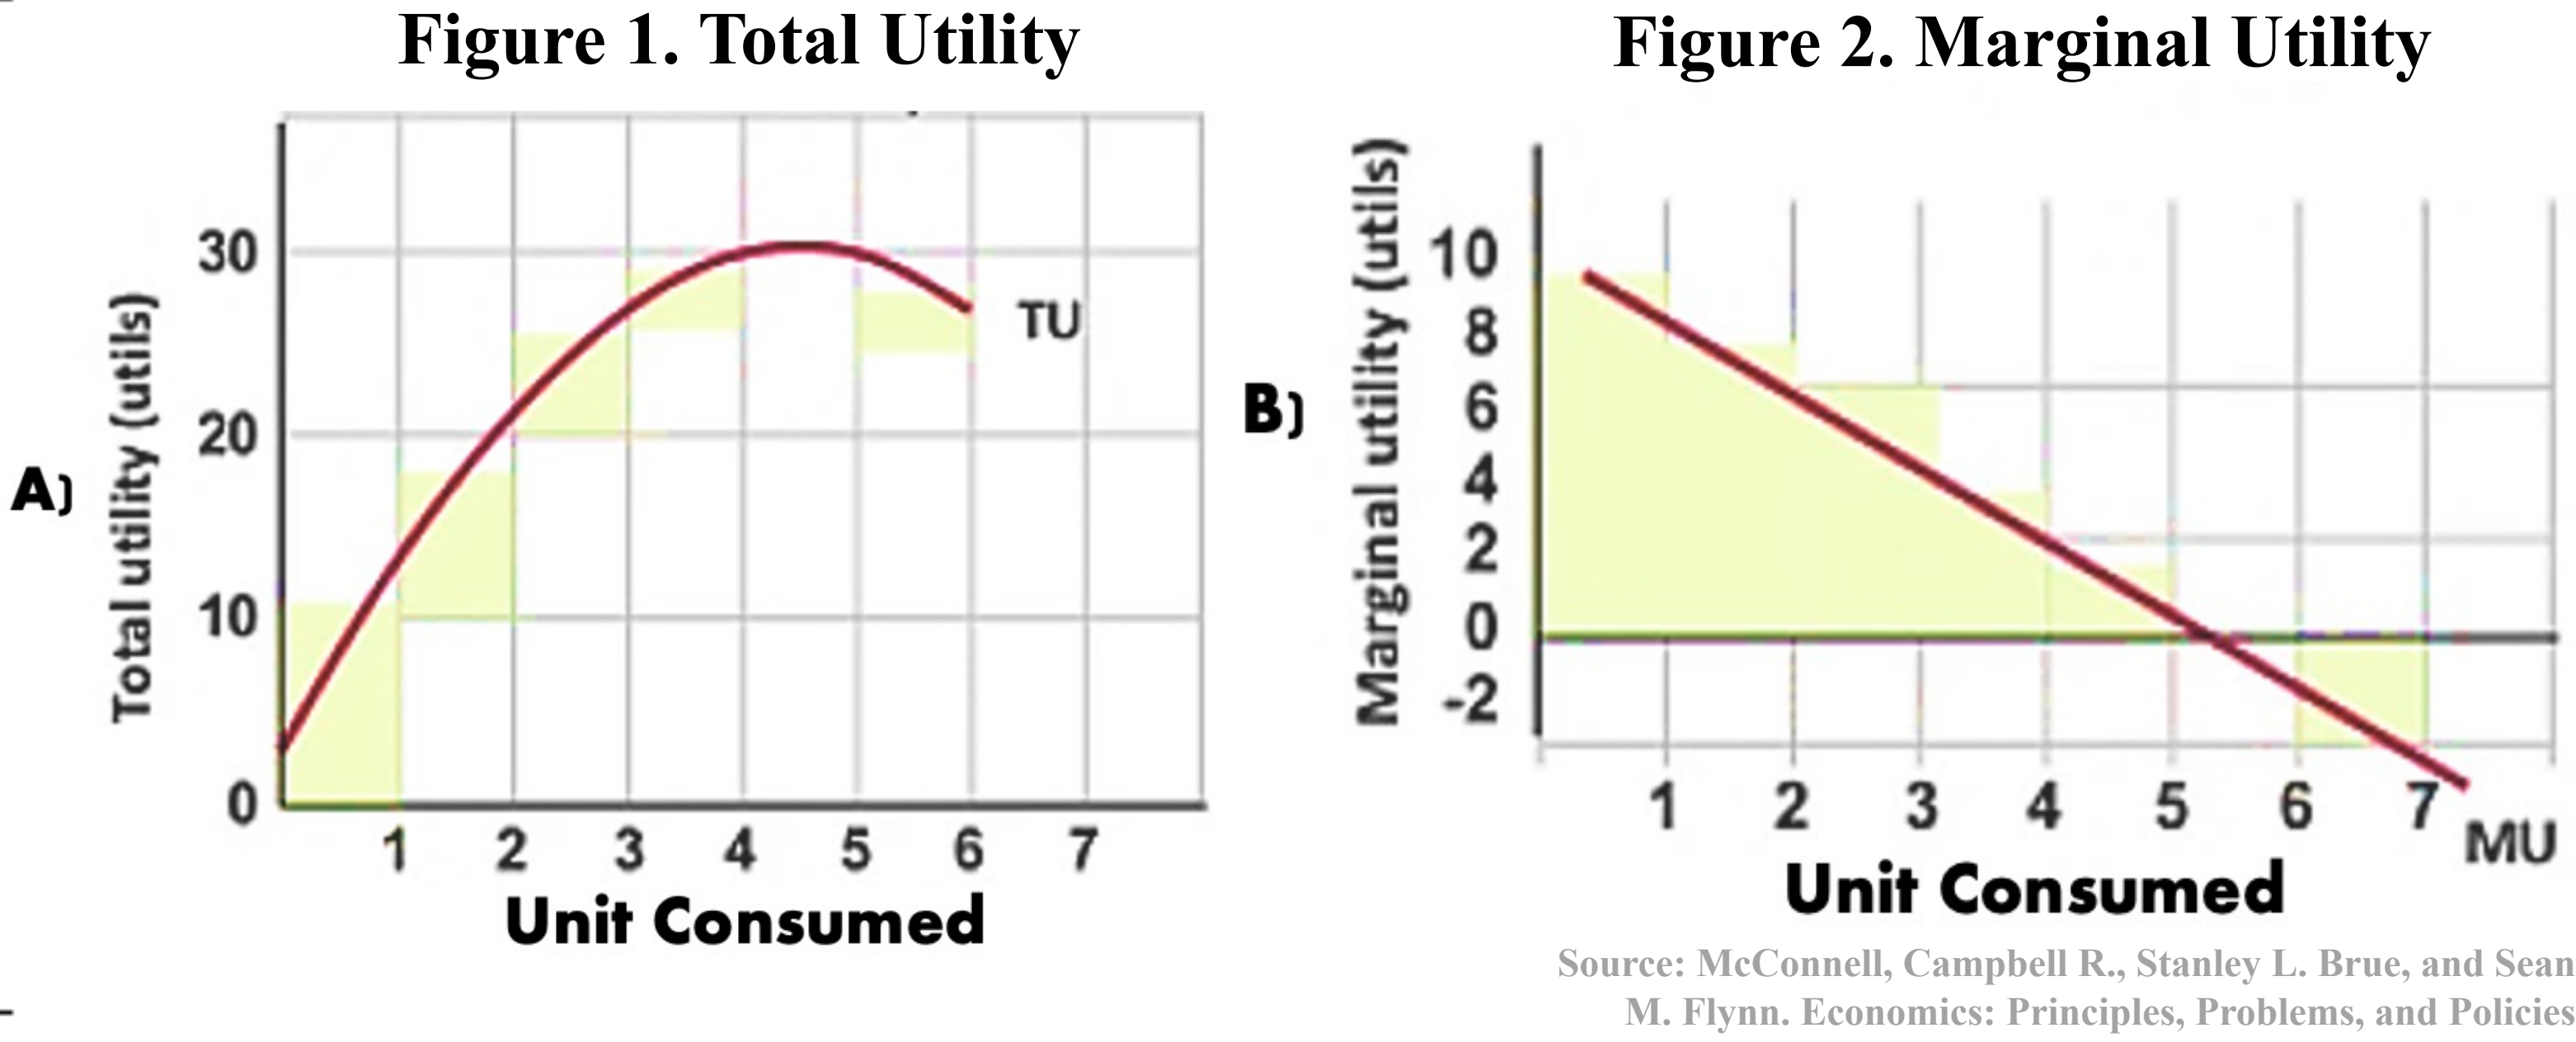 Figure 1. Total Utility
A)
Total utility (utils)
30
20
10
0
TU
1 2 3 4 5 6 7
Unit Consumed
Figure 2. Marginal Utility
B)
Marginal utility (utils)
10
8
6
4
2
0
-2
1 2 3 4 5 6 7
MU
Unit Consumed
Source: McConnell, Campbell R., Stanley L. Brue, and Sean
M. Flynn. Economics: Principles, Problems, and Policies